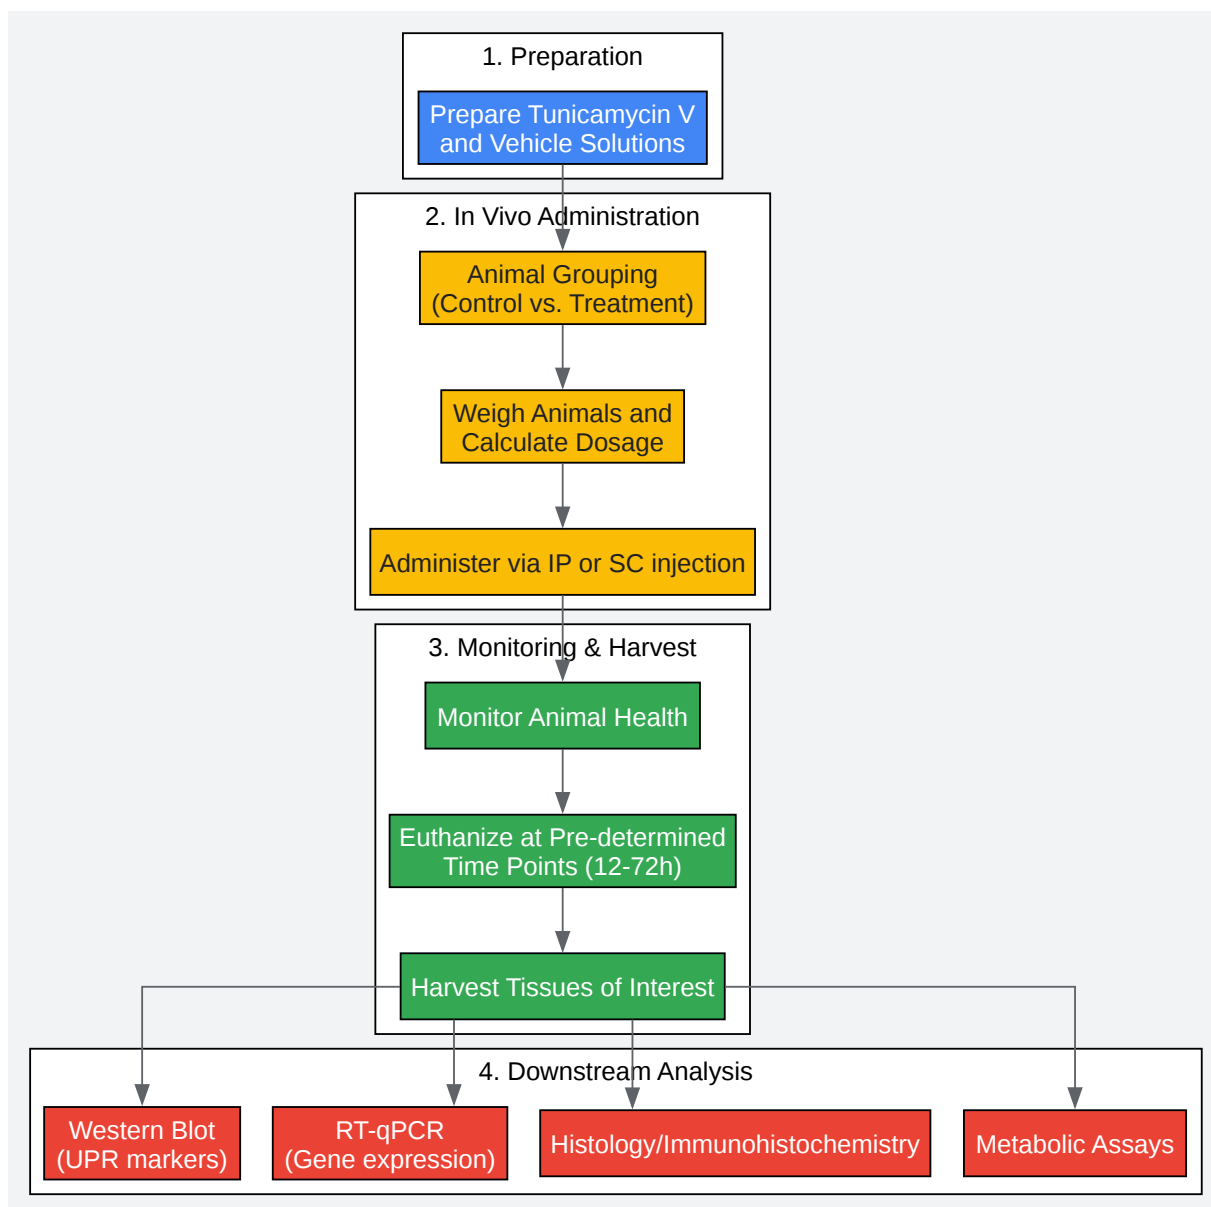 1. Preparation
Prepare Tunicamycin V
and Vehicle Solutions
2. In Vivo Administration
Animal Grouping
(Control vs. Treatment)
Weigh Animals and
Calculate Dosage
Administer via IP or SC injection
3. Monitoring & Harvest
Monitor Animal Health
Euthanize at Pre-determined
Time Points (12-72h)
Harvest Tissues of Interest
4. Downstream Analysis
Western Blot
(UPR markers)
RT-qPCR
(Gene expression)
Histology/Immunohistochemistry
Metabolic Assays